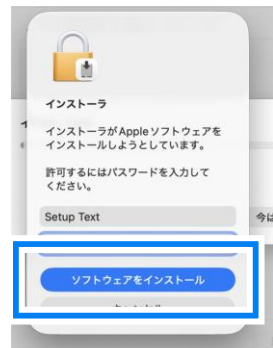 インストーラ
インストーラがAppleソフトウェアを
インストールしようとしています。
許可するにはパスワードを入力して
ください。
Setup Text
今は
ソフトウェアをインストール